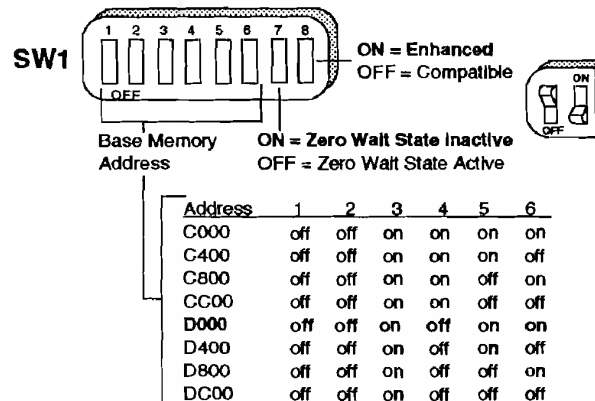 1 2 3 4 5 6 7 8
SW1
OFF
ON = Enhanced
OFF = Compatible
ON
OFF
Base Memory
Address
ON = Zero Wait State Inactive
OFF = Zero Wait State Active
Address 1 2 3 4 5 6
C000 off off on on on on
C400 off off on on on off
C800 off off on on off on
CC00 off off on on off off
D000 off off on off on on
D400 off off on off on off
D800 off off on off off on
DC00 off off on off off off